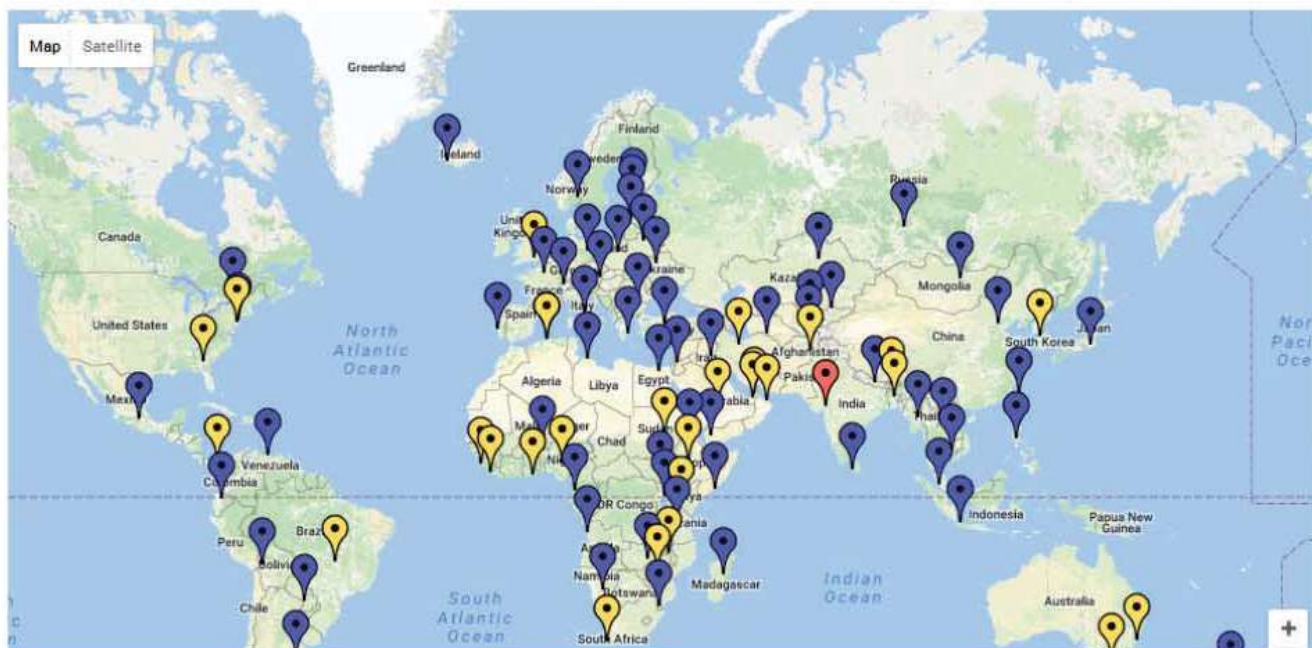 Map Satellite
Greenland
Iceland
Finland
Sweden
Norway
Russia
United
Kingdom
Canada
Ukraine
France
Italy
Spain
Mongolia
United States
North
Atlantic
Ocean
China
South Korea
Japan
Afghanistan
Algeria
Libya
Egypt
India
Mexico
Chad
Sudan
Venezuela
Colombia
DR Congo
Indonesia
Papua New
Guinea
Peru
Bolivia
Namibia
Botswana
Madagascar
Indian
Ocean
Chile
South
Atlantic
Ocean
South Africa
Australia
+